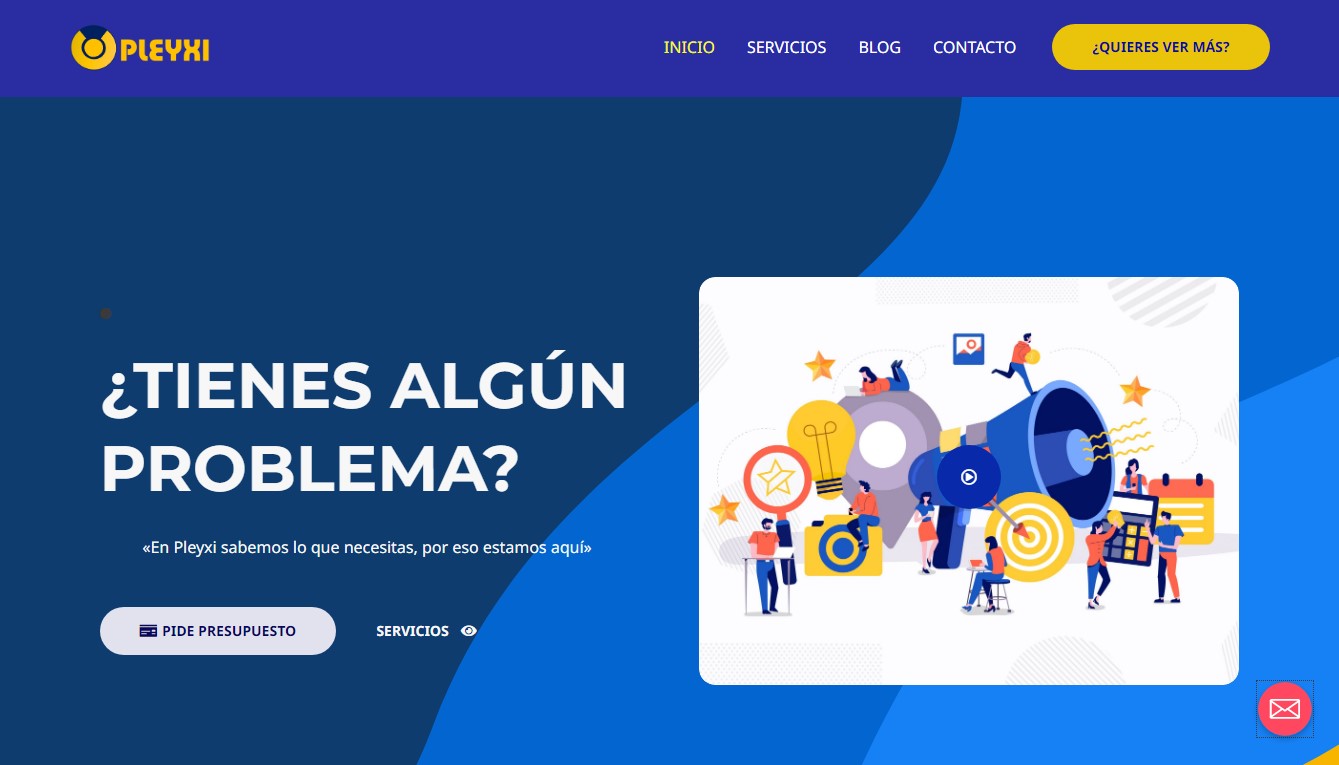 PLEYXI
INICIO
SERVICIOS
BLOG
CONTACTO
¿QUIERES VER MÁS?
¿TIENES ALGÚN
PROBLEMA?
«En Pleyxi sabemos lo que necesitas, por eso estamos aquí»
PIDE PRESUPUESTO
SERVICIOS